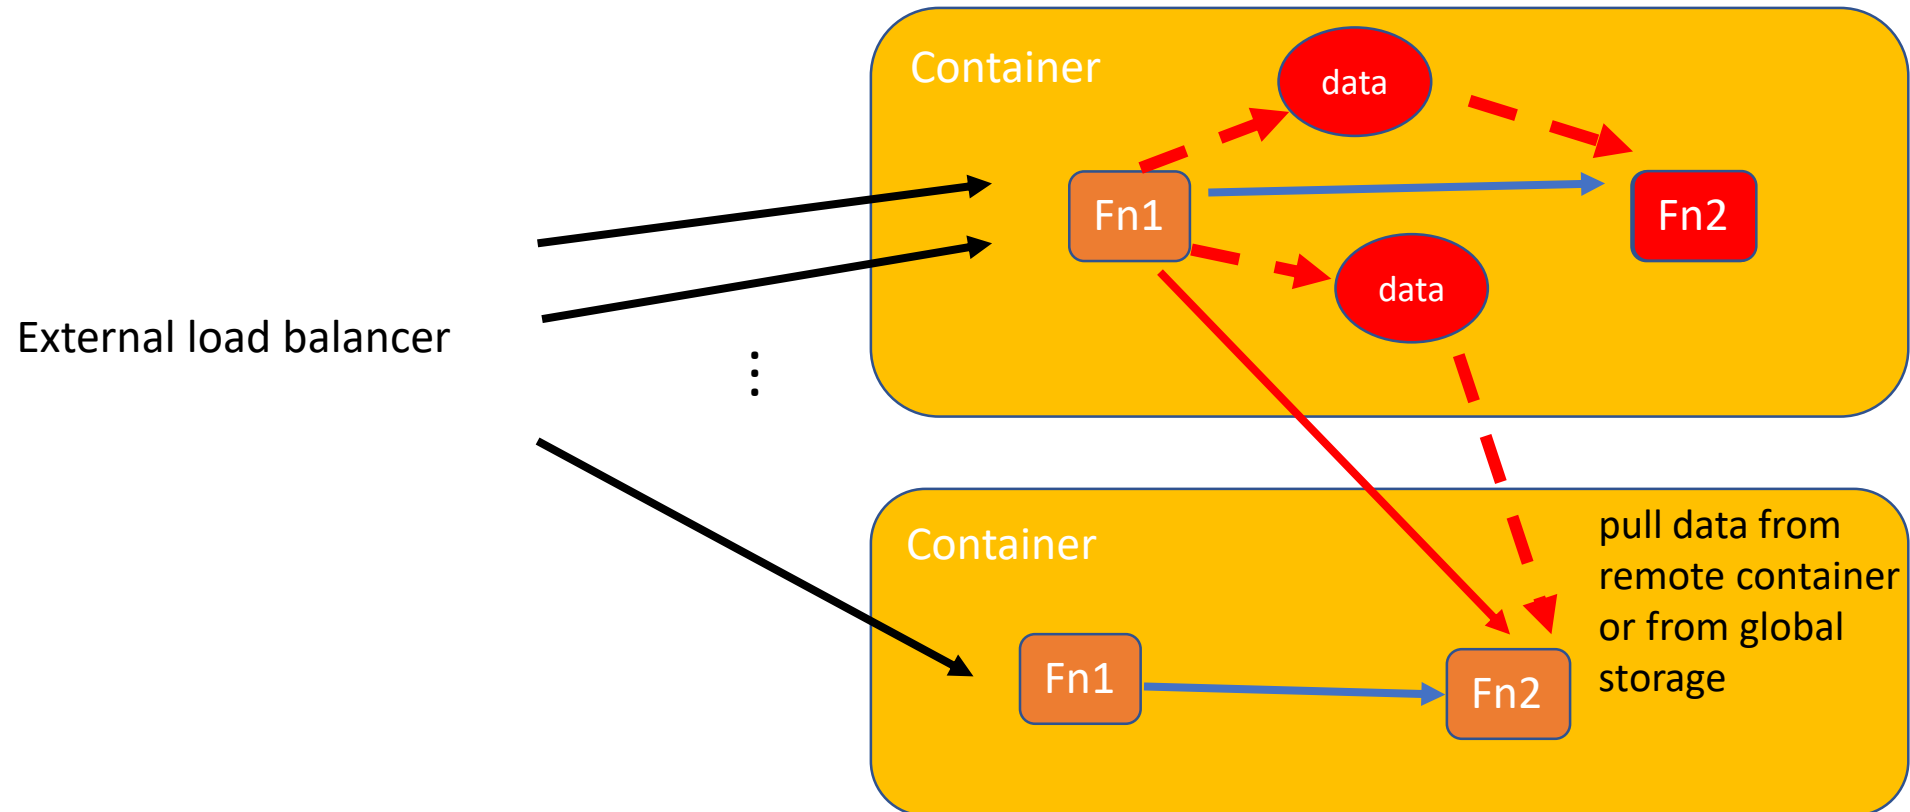 Container
data
Fn1
Fn2
data
External load balancer
⋮
Container
pull data from
remote container
or from global
storage
Fn1
Fn2